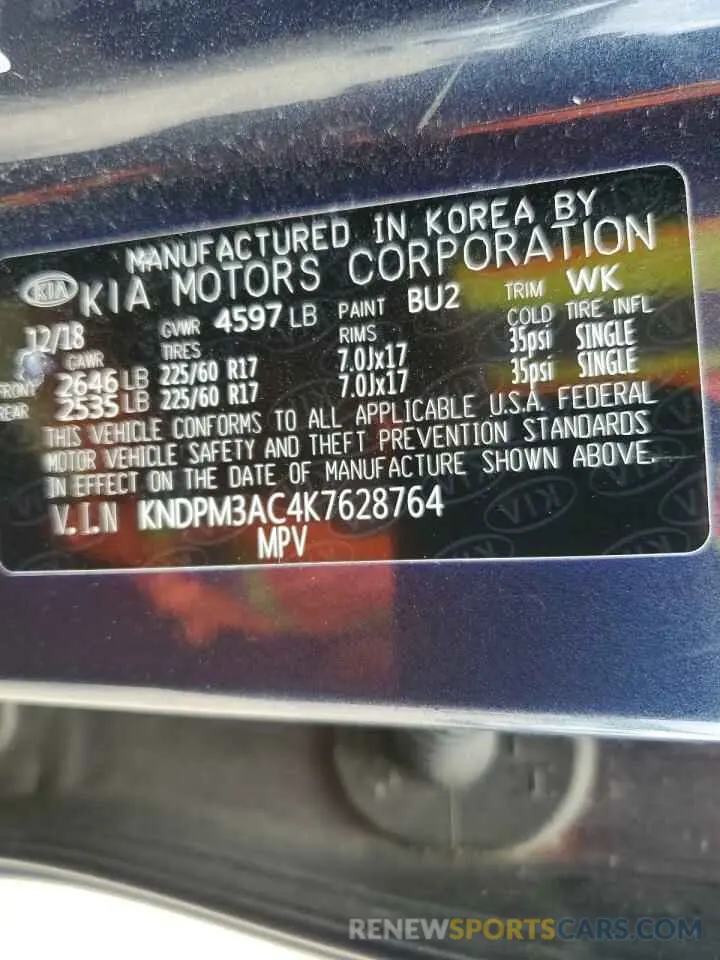 MANUFACTURED IN KOREA BY
KIA KIA MOTORS CORPORATION
12/18 GVWR 4597 LB PAINT BU2 TRIM WK
GAWR TIRES RIMS COLD TIRE INFL
FRONT 2646 LB 225/60 R17 7.0Jx17 35psi SINGLE
REAR 2535 LB 225/60 R17 7.0Jx17 35psi SINGLE
THIS VEHICLE CONFORMS TO ALL APPLICABLE U.S.A. FEDERAL
MOTOR VEHICLE SAFETY AND THEFT PREVENTION STANDARDS
IN EFFECT ON THE DATE OF MANUFACTURE SHOWN ABOVE.
V.I.N KNDPM3AC4K7628764
MPV
RENEWSPORTSCARS.COM